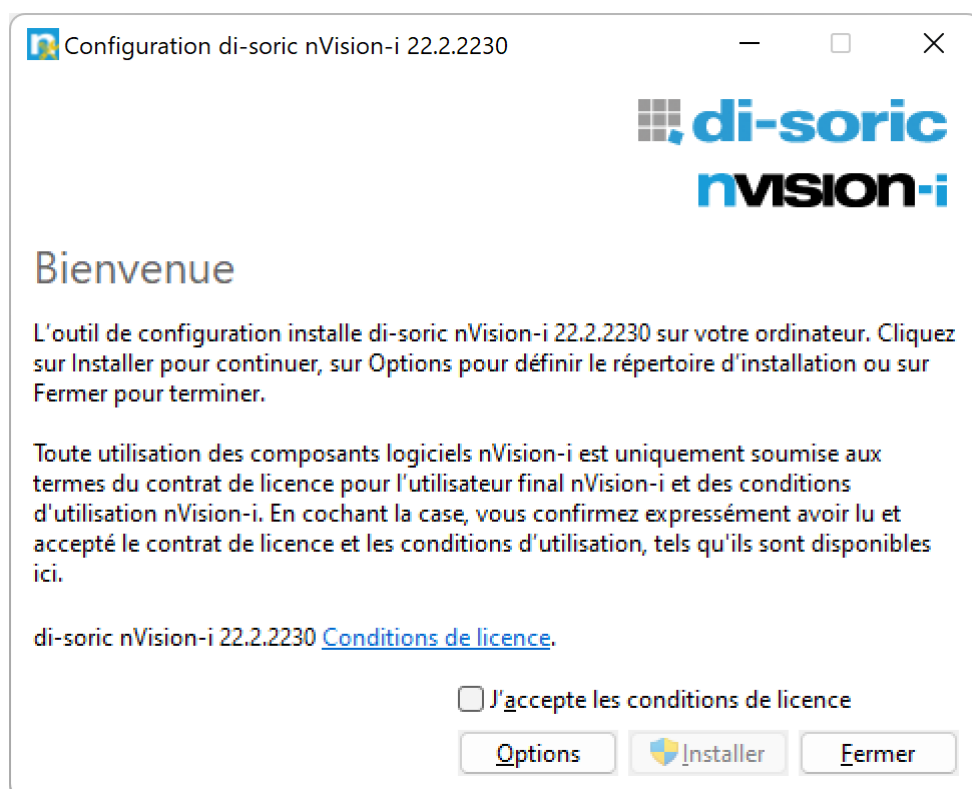 Configuration di-soric nVision-i 22.2.2230
di-soric
nvision-i
Bienvenue
L'outil de configuration installe di-soric nVision-i 22.2.2230 sur votre ordinateur. Cliquez
sur Installer pour continuer, sur Options pour définir le répertoire d'installation ou sur
Fermer pour terminer.
Toute utilisation des composants logiciels nVision-i est uniquement soumise aux
termes du contrat de licence pour l'utilisateur final nVision-i et des conditions
d'utilisation nVision-i. En cochant la case, vous confirmez expressément avoir lu et
accepté le contrat de licence et les conditions d'utilisation, tels qu'ils sont disponibles
ici.
di-soric nVision-i 22.2.2230 Conditions de licence.
J'accepte les conditions de licence
Options Installer Fermer